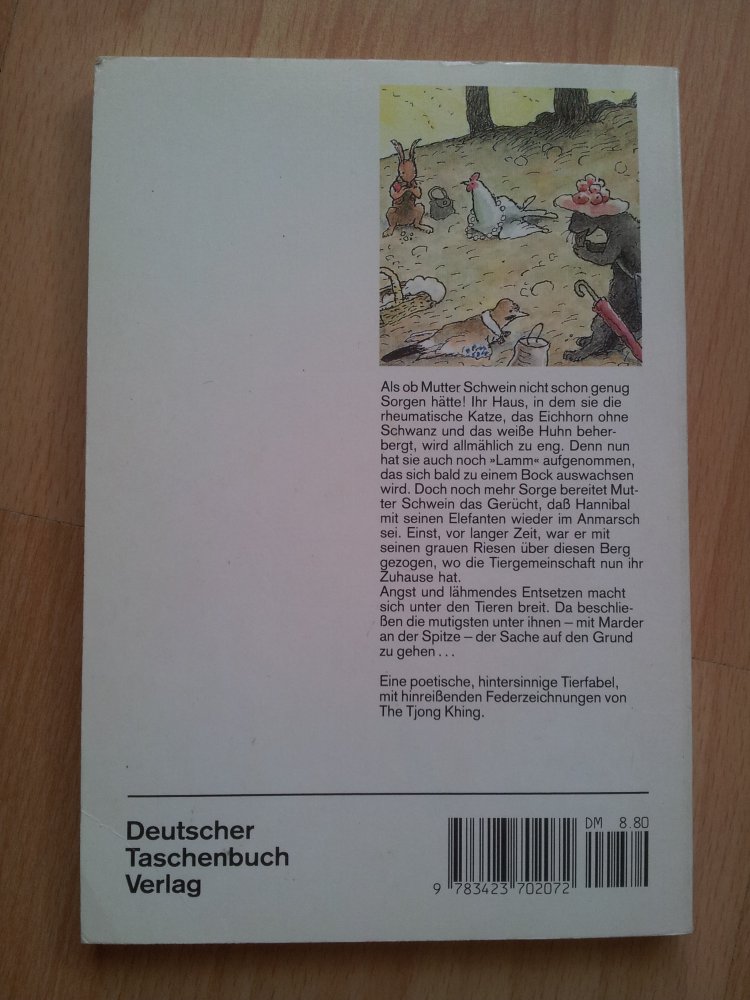 Als ob Mutter Schwein nicht schon genug
Sorgen hätte! Ihr Haus, in dem sie die
rheumatische Katze, das Eichhorn ohne
Schwanz und das weiße Huhn beher-
bergt, wird allmählich zu eng. Denn nun
hat sie auch noch »Lamm« aufgenommen,
das sich bald zu einem Bock auswachsen
wird. Doch noch mehr Sorge bereitet Mut-
ter Schwein das Gerücht, daß Hannibal
mit seinen Elefanten wieder im Anmarsch
sei. Einst, vor langer Zeit, war er mit
seinen grauen Riesen über diesen Berg
gezogen, wo die Tiergemeinschaft nun ihr
Zuhause hat.
Angst und lähmendes Entsetzen macht
sich unter den Tieren breit. Da beschlie-
ßen die mutigsten unter ihnen – mit Marder
an der Spitze – der Sache auf den Grund
zu gehen ...
Eine poetische, hintersinnige Tierfabel,
mit hinreißenden Federzeichnungen von
The Tjong Khing.
Deutscher
Taschenbuch
Verlag
DM 8.80
9 783423 702072